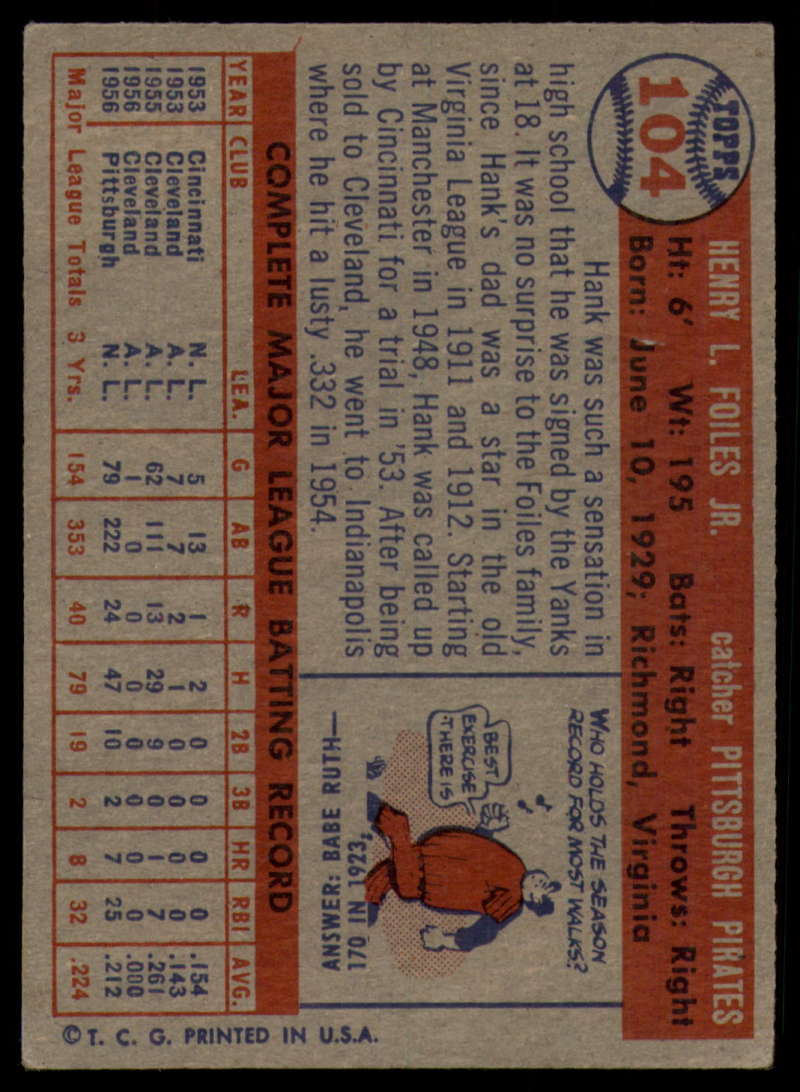 TOPPS
104
HENRY L. FOILES JR. catcher PITTSBURGH PIRATES
Ht: 6' Wt: 195 Bats: Right Throws: Right
Born: June 10, 1929; Richmond, Virginia
Hank was such a sensation in
high school that he was signed by the Yanks
at 18. It was no surprise to the Foiles family,
since Hank's dad was a star in the old
Virginia League in 1911 and 1912. Starting
at Manchester in 1948, Hank was called up
by Cincinnati for a trial in '53. After being
sold to Cleveland, he went to Indianapolis
where he hit a lusty .332 in 1954.
WHO HOLDS THE SEASON
RECORD FOR MOST WALKS?
BEST
EXERCISE
THERE IS
ANSWER: BABE RUTH—
170 IN 1923.
COMPLETE MAJOR LEAGUE BATTING RECORD
YEAR CLUB LEA. G AB R H 2B 3B HR RBI AVG.
1953 Cincinnati N. L. 5 13 1 2 0 0 0 0 .154
1953 Cleveland A. L. 7 7 2 1 0 0 0 0 .143
1955 Cleveland A. L. 62 111 13 29 9 0 1 7 .261
1956 Cleveland A. L. 1 0 0 0 0 0 0 0 .000
1956 Pittsburgh N. L. 79 222 24 47 10 2 7 25 .212
Major League Totals 3 Yrs. 154 353 40 79 19 2 8 32 .224
© T. C. G. PRINTED IN U.S.A.